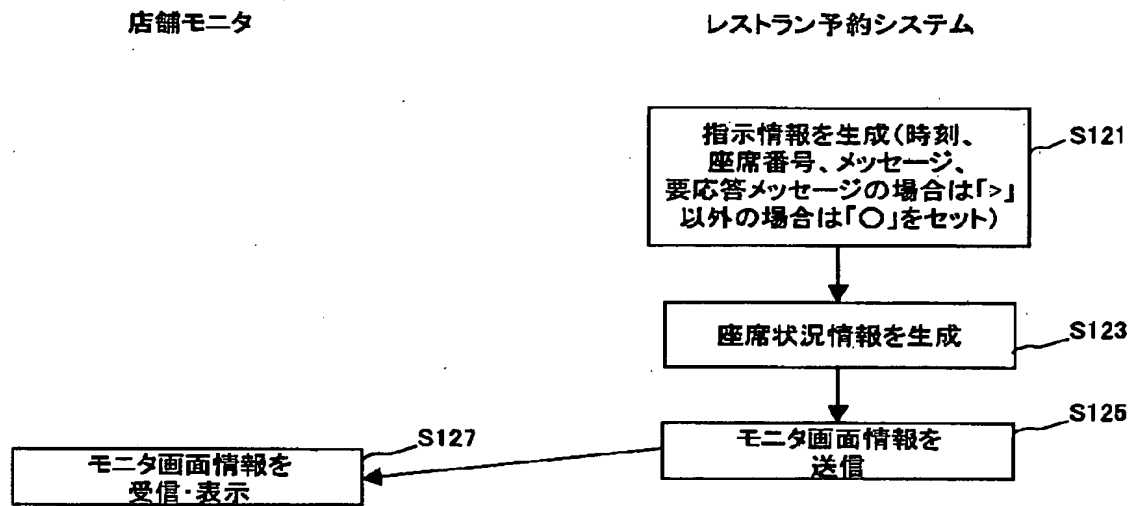 店舗モニタ
レストラン予約システム
指示情報を生成(時刻、
座席番号、メッセージ、
要応答メッセージの場合は「>」
以外の場合は「〇」をセット)
S121
座席状況情報を生成
S123
モニタ画面情報を
送信
S125
モニタ画面情報を
受信・表示
S127